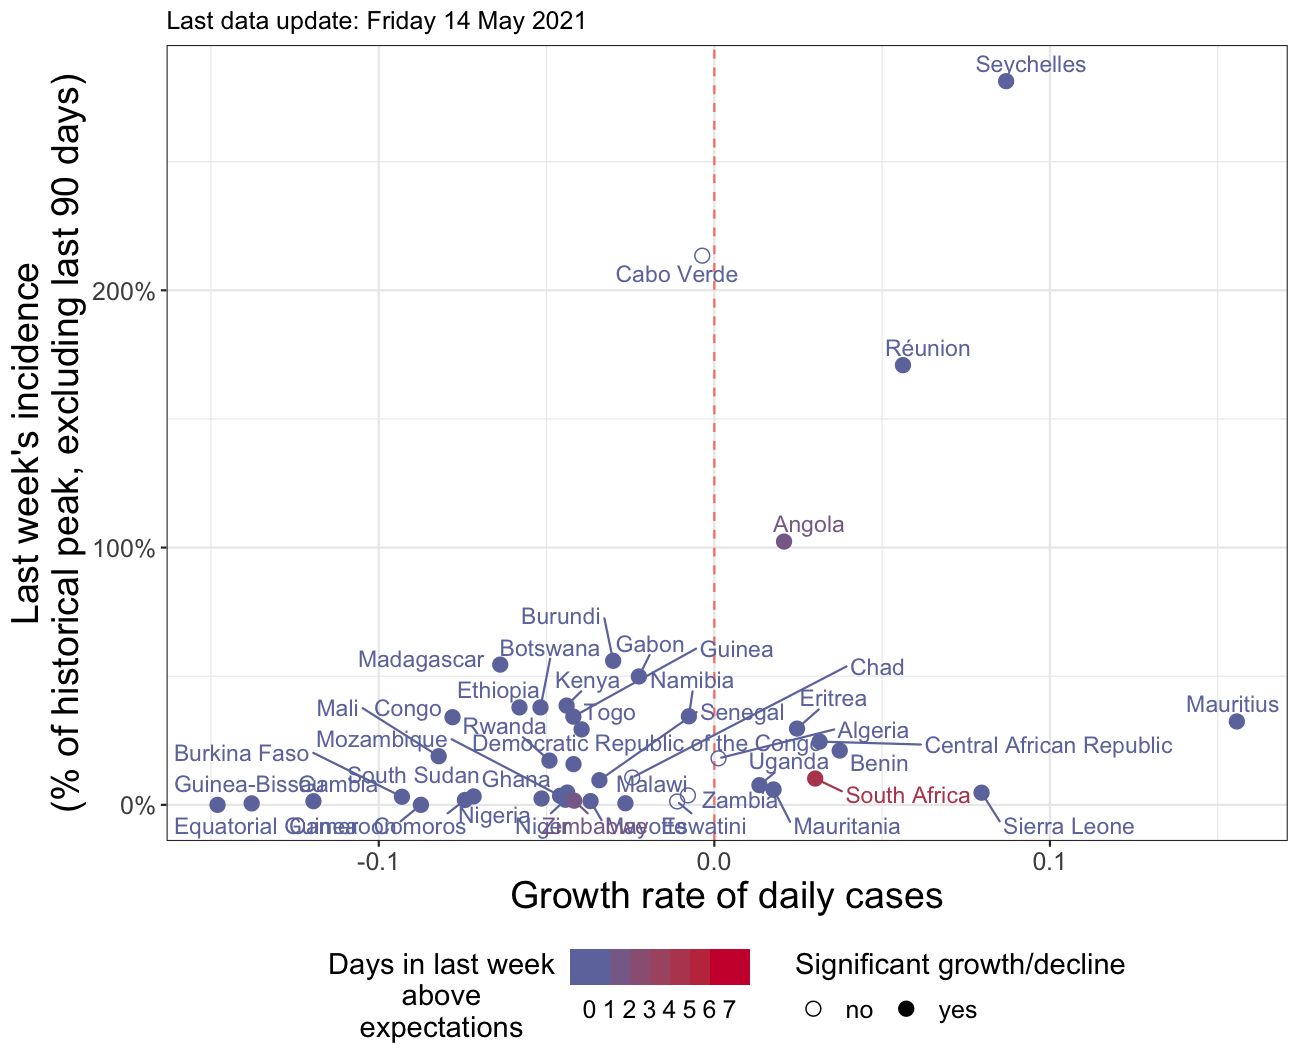 Last data update: Friday 14 May 2021
Last week's incidence
(% of historical peak, excluding last 90 days)
200%
100%
0%
Seychelles
Cabo Verde
Réunion
Angola
Burundi
Gabon
Guinea
Botswana
Madagascar
Chad
Kenya
Namibia
Ethiopia
Eritrea
Mauritius
Mali
Congo
Togo
Senegal
Rwanda
Algeria
Mozambique
Democratic Republic of the Congo
Central African Republic
Burkina Faso
Uganda
Benin
South Sudan
Ghana
Guinea-Bissau
Gambia
Malawi
South Africa
Zambia
Nigeria
Equatorial Guinea
Cameroon
Comoros
Niger
Zimbabwe
Mayotte
Eswatini
Mauritania
Sierra Leone
-0.1
0.0
0.1
Growth rate of daily cases
Days in last week
above
expectations
0 1 2 3 4 5 6 7
Significant growth/decline
no
yes